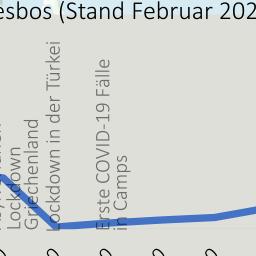 esbos (Stand Februar 202
Lockdown
Griechenland
Lockdown in der Türkei
Erste COVID-19 Fälle
in Camps